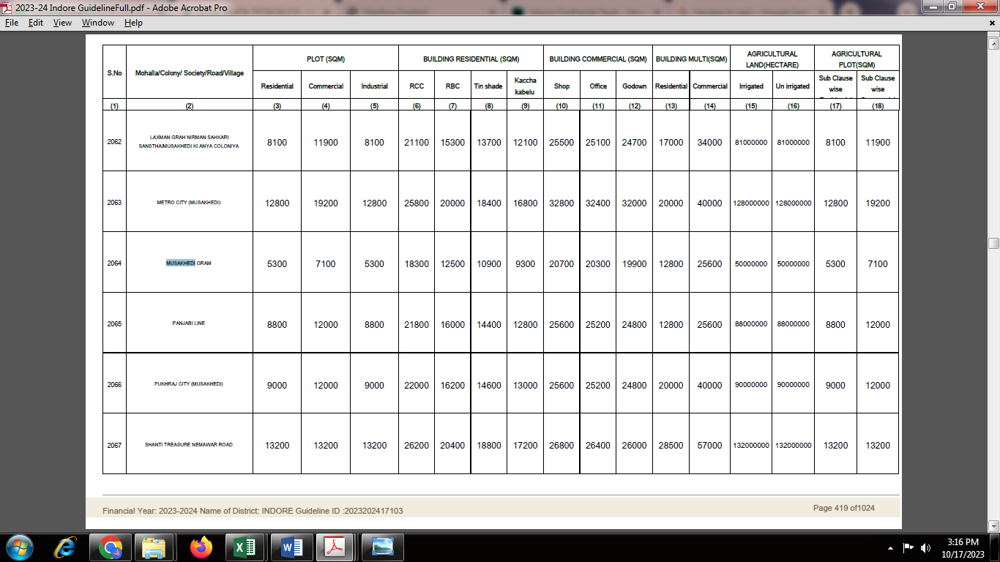 2023-24 Indore GuidelineFull.pdf - Adobe Acrobat Pro
File Edit View Window Help
S.No Mohalla/Colony/ Society/Road/Village PLOT (SQM) BUILDING RESIDENTIAL (SQM) BUILDING COMMERCIAL (SQM) BUILDING MULTI(SQM) AGRICULTURAL LAND(HECTARE) AGRICULTURAL PLOT(SQM)
Residential Commercial Industrial RCC RBC Tin shade Kaccha kabelu Shop Office Godown Residential Commercial Irrigated Un irrigated Sub Clause wise Sub Clause wise
(1) (2) (3) (4) (5) (6) (7) (8) (9) (10) (11) (12) (13) (14) (15) (16) (17) (18)
2062 LAXMAN GRAH NIRMAN SAHKARI SANSTHA/MUSAKHEDI KI ANYA COLONIYA 8100 11900 8100 21100 15300 13700 12100 25500 25100 24700 17000 34000 81000000 81000000 8100 11900
2063 METRO CITY (MUSAKHEDI) 12800 19200 12800 25800 20000 18400 16800 32800 32400 32000 20000 40000 128000000 128000000 12800 19200
2064 MUSAKHEDI GRAM 5300 7100 5300 18300 12500 10900 9300 20700 20300 19900 12800 25600 50000000 50000000 5300 7100
2065 PANJABI LINE 8800 12000 8800 21800 16000 14400 12800 25600 25200 24800 12800 25600 88000000 88000000 8800 12000
2066 PUKHRAJ CITY (MUSAKHEDI) 9000 12000 9000 22000 16200 14600 13000 25600 25200 24800 20000 40000 90000000 90000000 9000 12000
2067 SHANTI TREASURE NEMAWAR ROAD 13200 13200 13200 26200 20400 18800 17200 26800 26400 26000 28500 57000 132000000 132000000 13200 13200
Financial Year: 2023-2024 Name of District: INDORE Guideline ID :2023202417103
Page 419 of1024
3:16 PM
10/17/2023